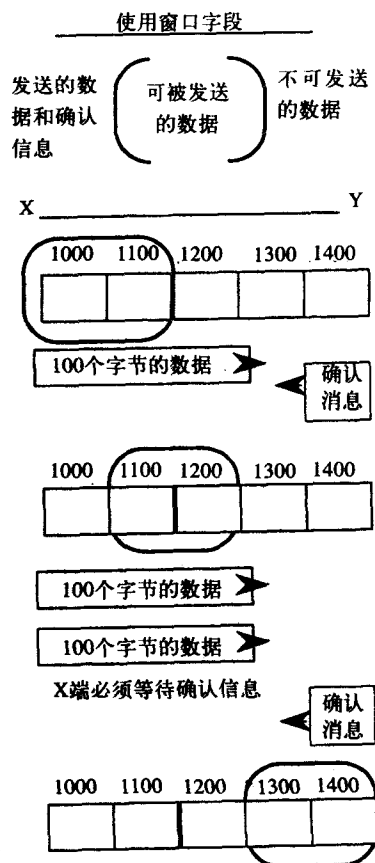 使用窗口字段
发送的数
据和确认
信息
可被发送
的数据
不可发送
的数据
X
Y
1000 1100 1200 1300 1400
100个字节的数据
确认
消息
1000 1100 1200 1300 1400
100个字节的数据
100个字节的数据
X端必须等待确认信息
确认
消息
1000 1100 1200 1300 1400